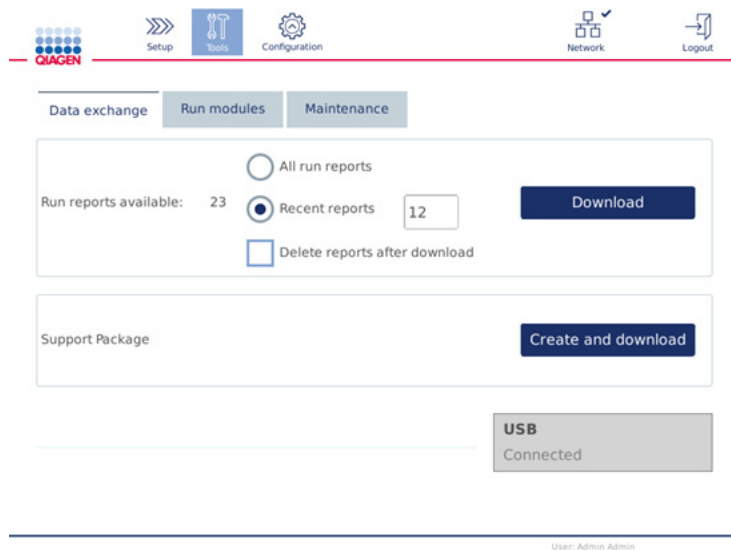 QIAGEN
Setup
Tools
Configuration
Network
Logout
Data exchange
Run modules
Maintenance
All run reports
Run reports available: 23
Recent reports 12
Download
Delete reports after download
Support Package
Create and download
USB
Connected
User: Admin Admin